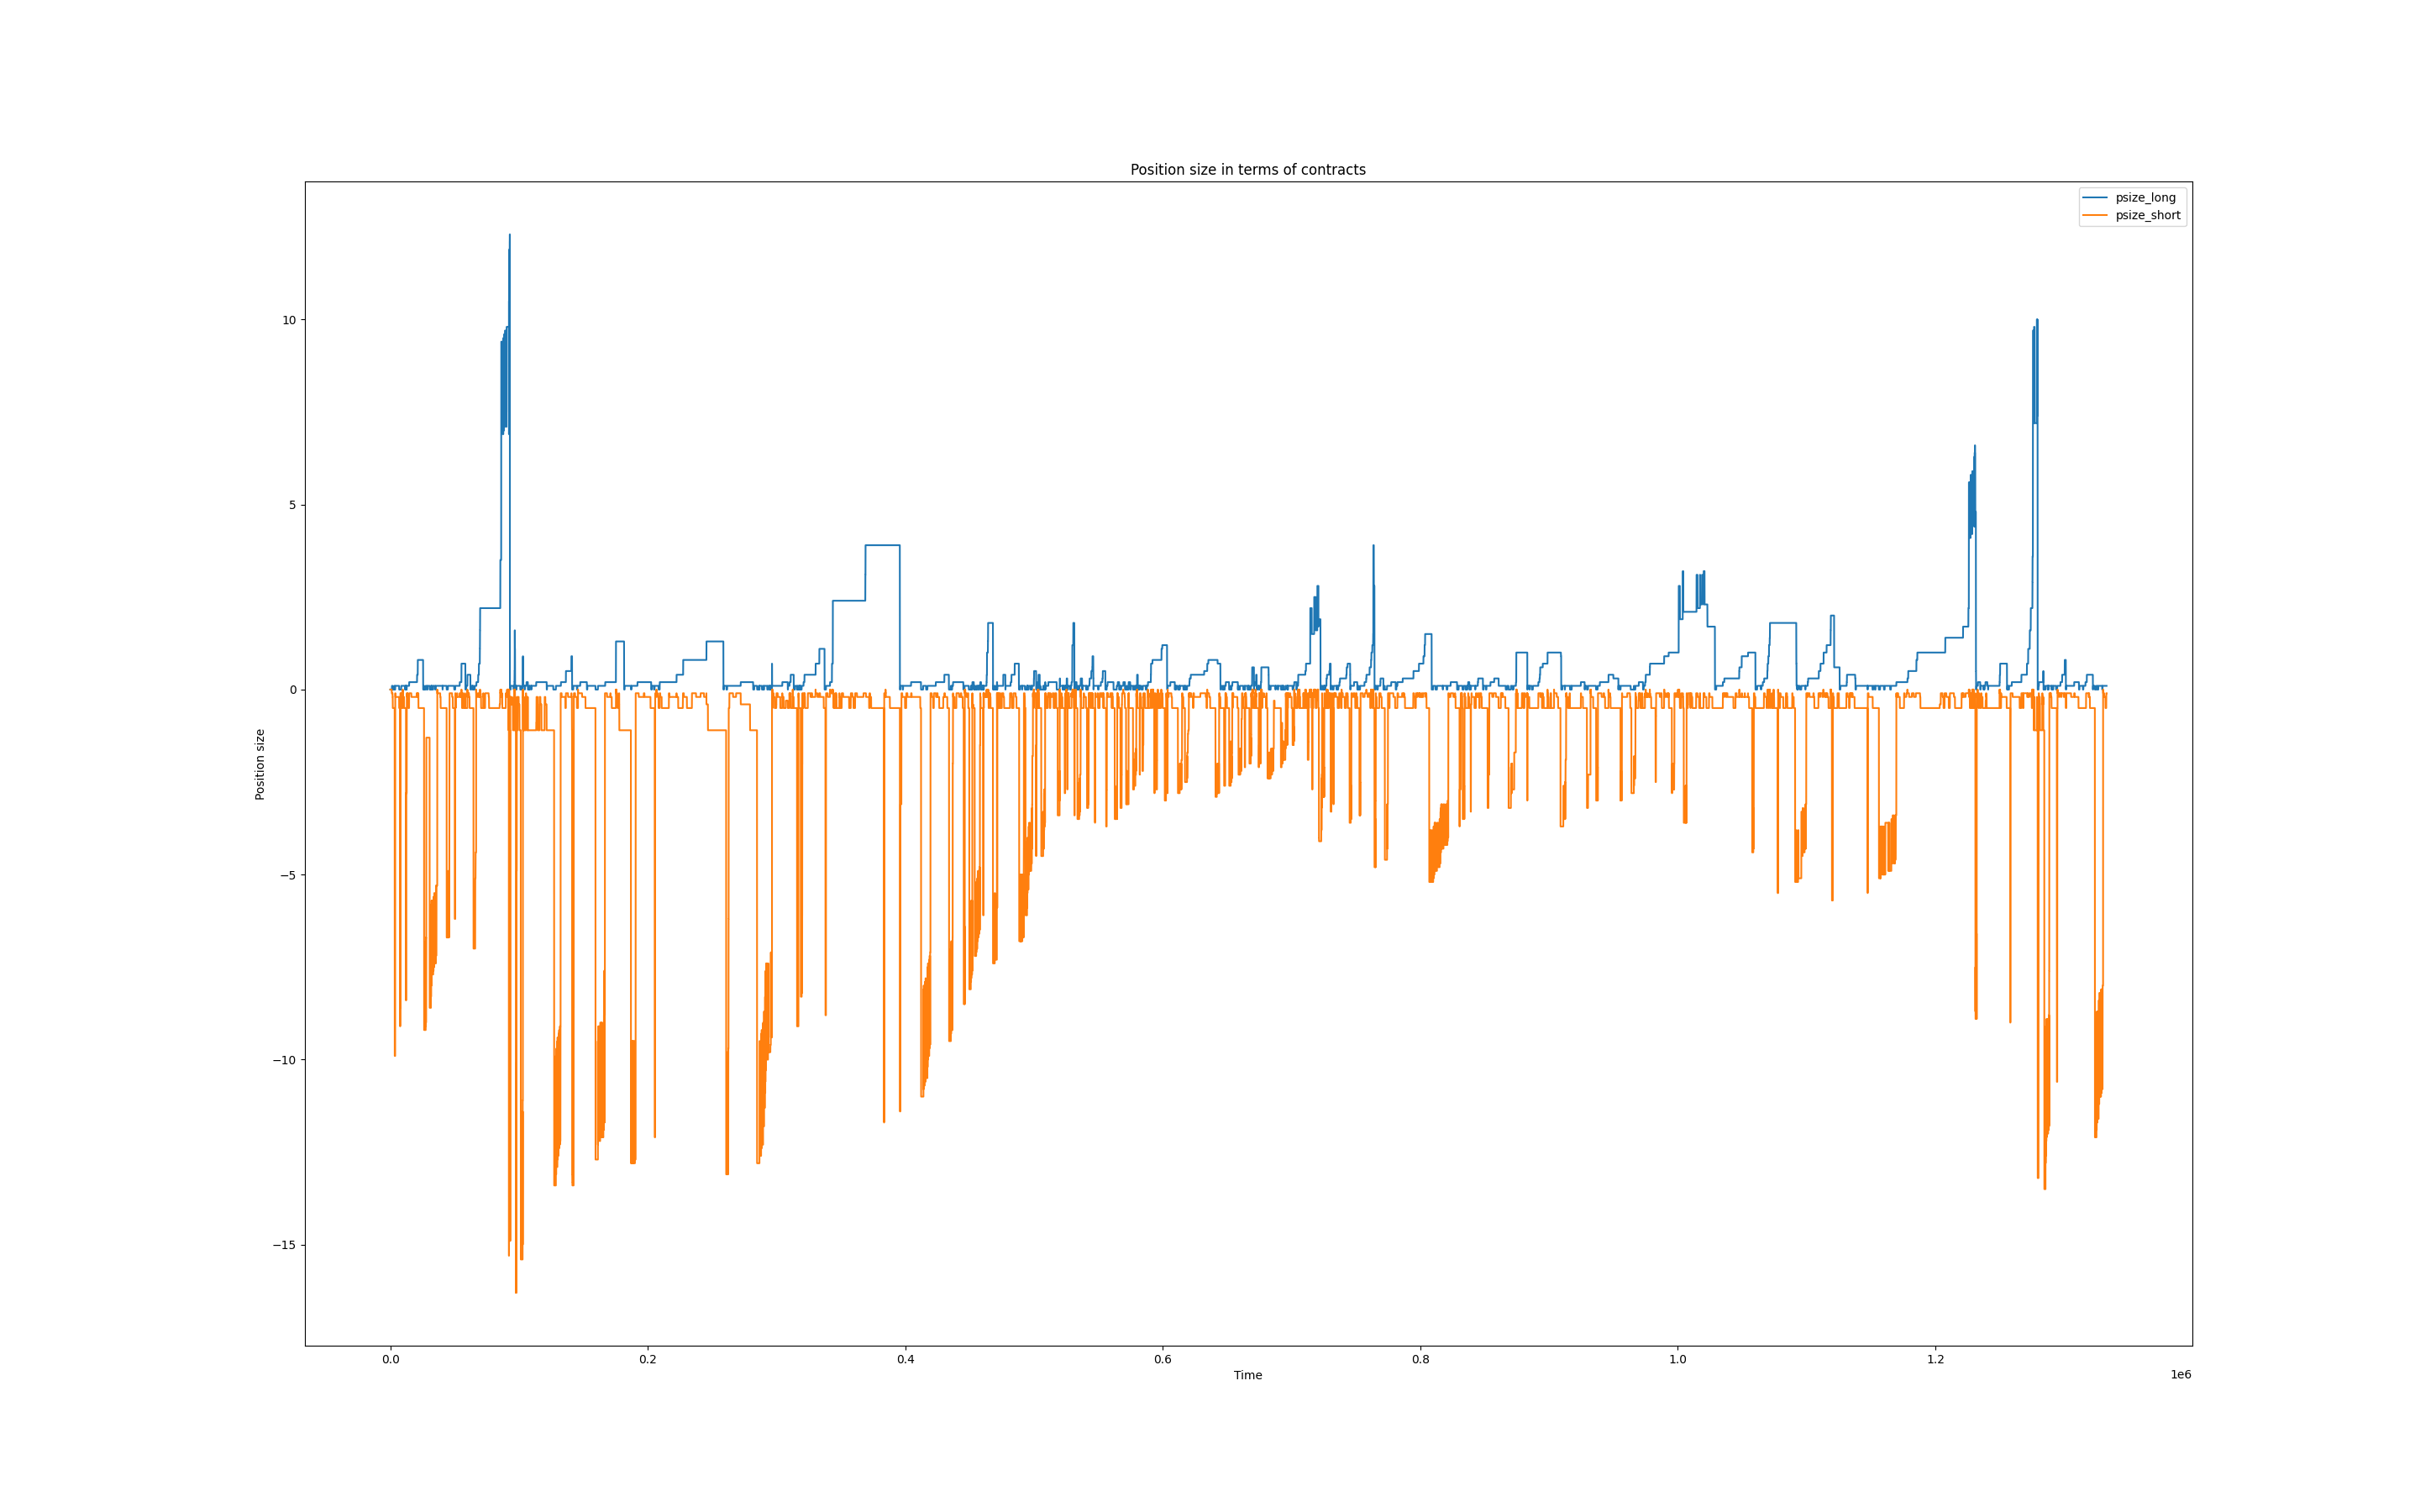 Position size in terms of contracts
psize_long
psize_short
Position size
10
5
0
−5
−10
−15
0.0
0.2
0.4
0.6
0.8
1.0
1.2
1e6
Time